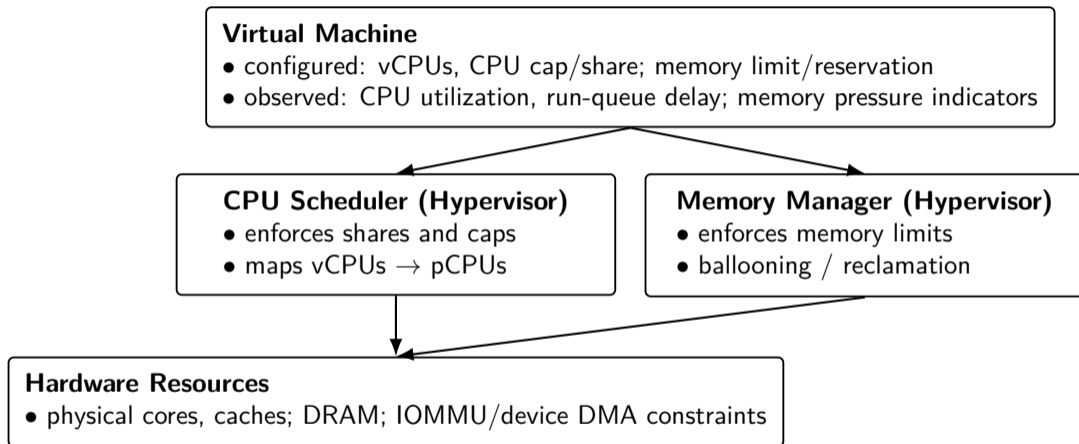 Virtual Machine
• configured: vCPUs, CPU cap/share; memory limit/reservation
• observed: CPU utilization, run-queue delay; memory pressure indicators
CPU Scheduler (Hypervisor)
• enforces shares and caps
• maps vCPUs → pCPUs
Memory Manager (Hypervisor)
• enforces memory limits
• ballooning / reclamation
Hardware Resources
• physical cores, caches; DRAM; IOMMU/device DMA constraints